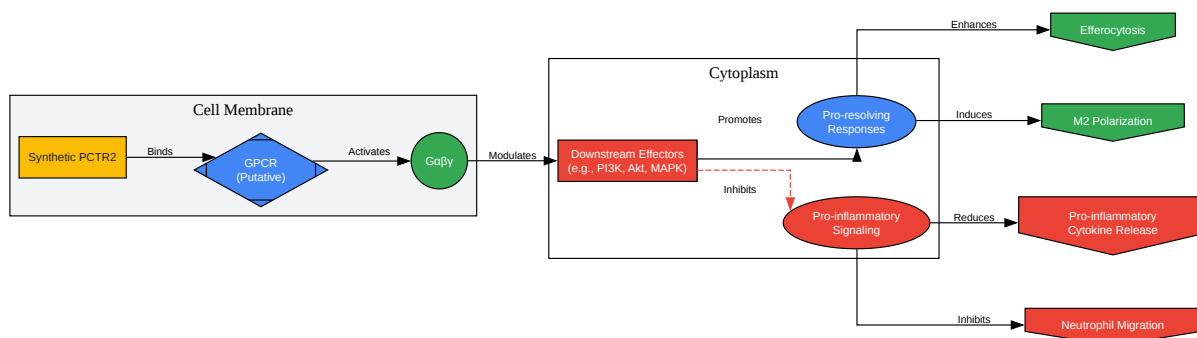 Cell Membrane
Synthetic PCTR2
Binds
GPCR
(Putative)
Activates
Gαβγ
Modulates
Cytoplasm
Downstream Effectors
(e.g., PI3K, Akt, MAPK)
Promotes
Inhibits
Pro-resolving
Responses
Pro-inflammatory
Signaling
Enhances
Efferocytosis
Induces
M2 Polarization
Reduces
Pro-inflammatory
Cytokine Release
Inhibits
Neutrophil Migration